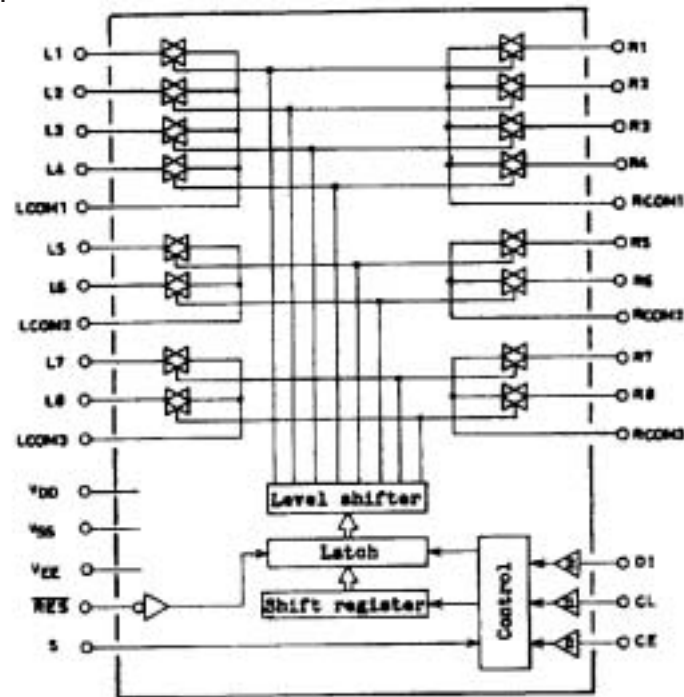 L1
R1
L2
R2
L3
R3
L4
R4
LCOM1
RCOM1
L5
R5
L6
R6
LCOM2
RCOM2
L7
R7
L8
R8
LCOM3
RCOM3
VDD
Level shifter
VSS
Latch
VEE
DI
Control
RES
Shift register
CL
S
CE